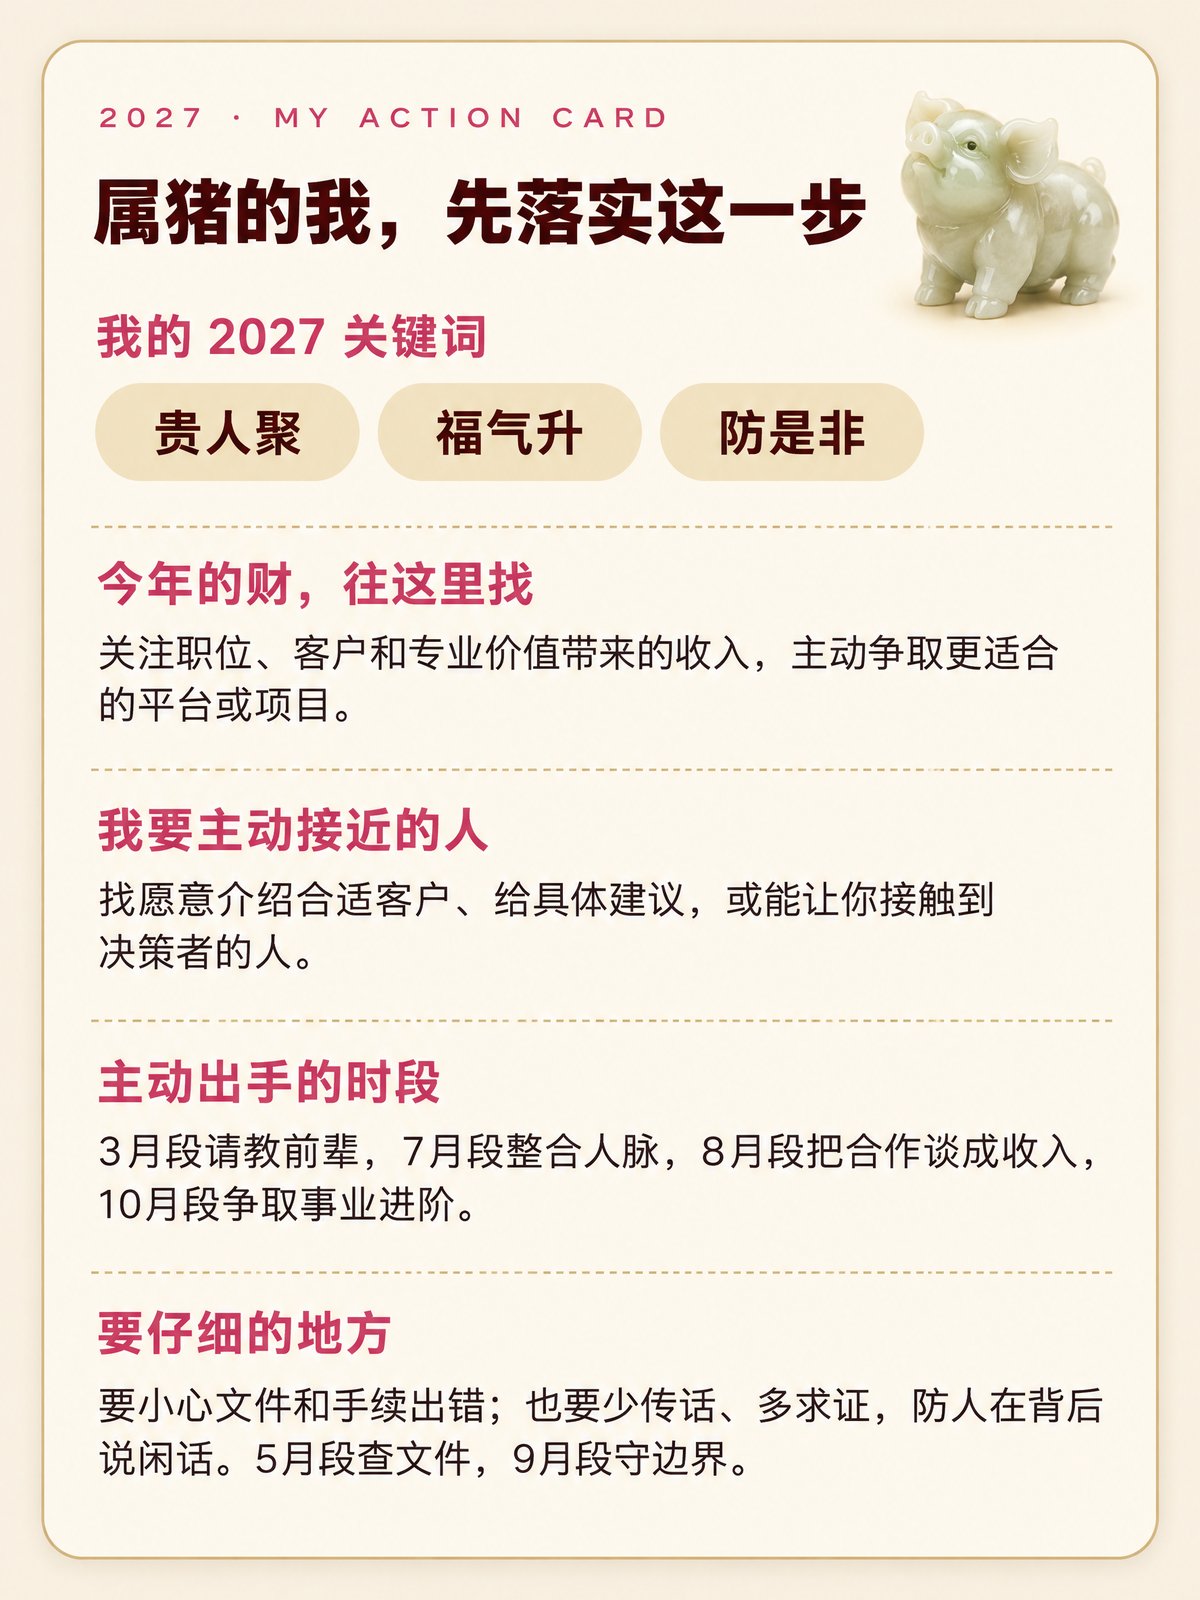 2027 · MY ACTION CARD
属猪的我，先落实这一步
我的 2027 关键词
贵人聚
福气升
防是非
今年的财，往这里找
关注职位、客户和专业价值带来的收入，主动争取更适合
的平台或项目。
我要主动接近的人
找愿意介绍合适客户、给具体建议，或能让你接触到
决策者的人。
主动出手的时段
3月段请教前辈，7月段整合人脉，8月段把合作谈成收入，
10月段争取事业进阶。
要仔细的地方
要小心文件和手续出错；也要少传话、多求证，防人在背后
说闲话。5月段查文件，9月段守边界。